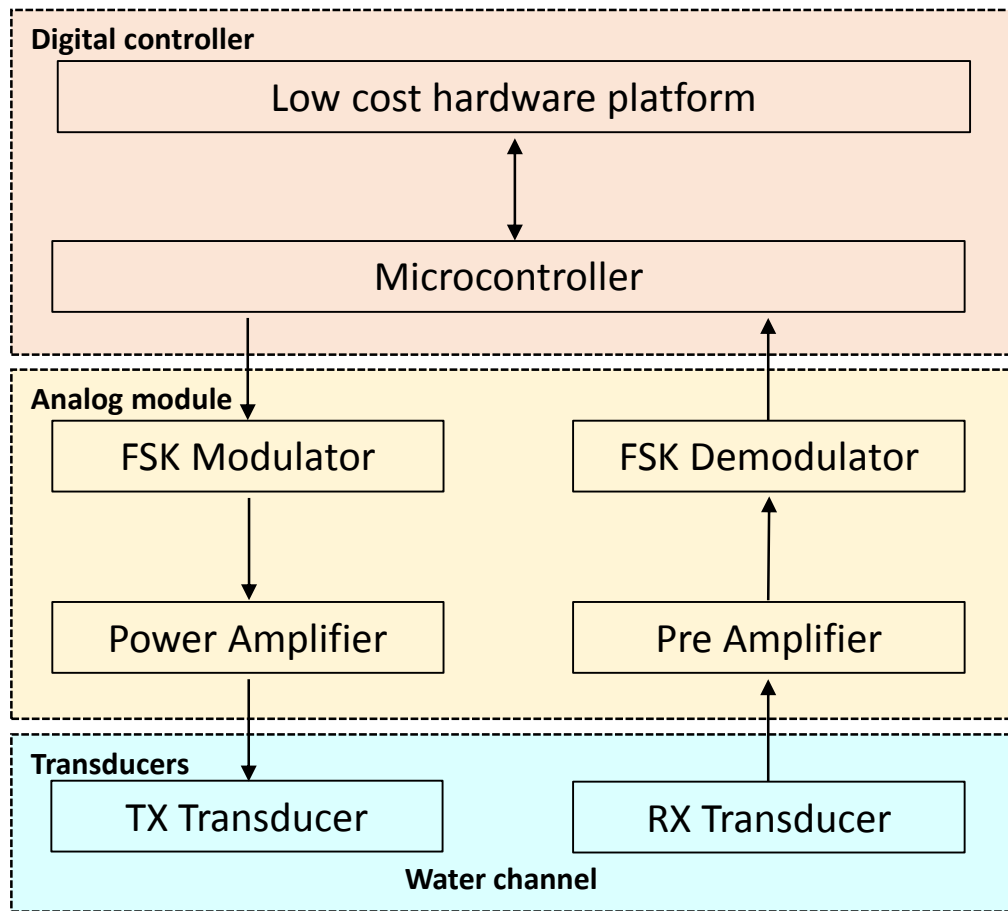 Digital controller
Low cost hardware platform
Microcontroller
Analog module
FSK Modulator
FSK Demodulator
Power Amplifier
Pre Amplifier
Transducers
TX Transducer
RX Transducer
Water channel